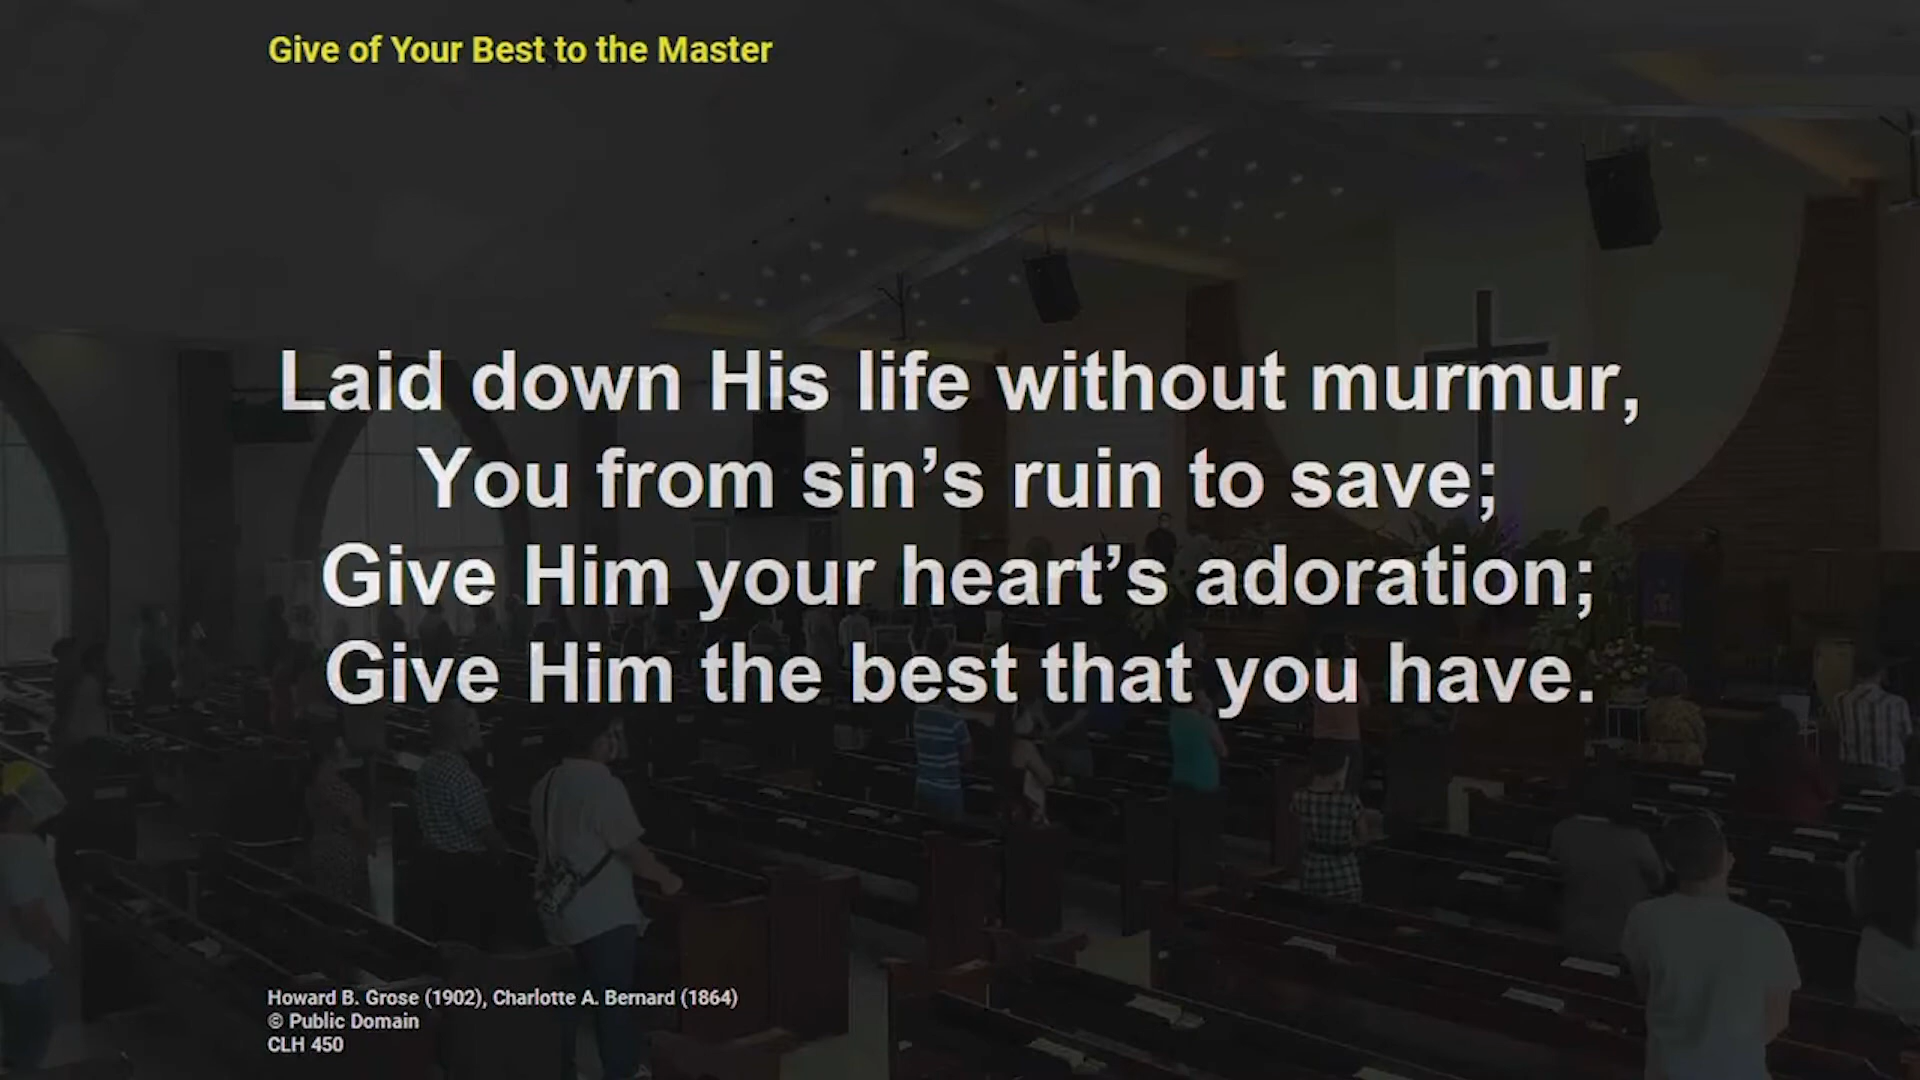 Give of Your Best to the Master
Laid down His life without murmur,
You from sin’s ruin to save;
Give Him your heart’s adoration;
Give Him the best that you have.
Howard B. Grose (1902), Charlotte A. Bernard (1864)
© Public Domain
CLH 450